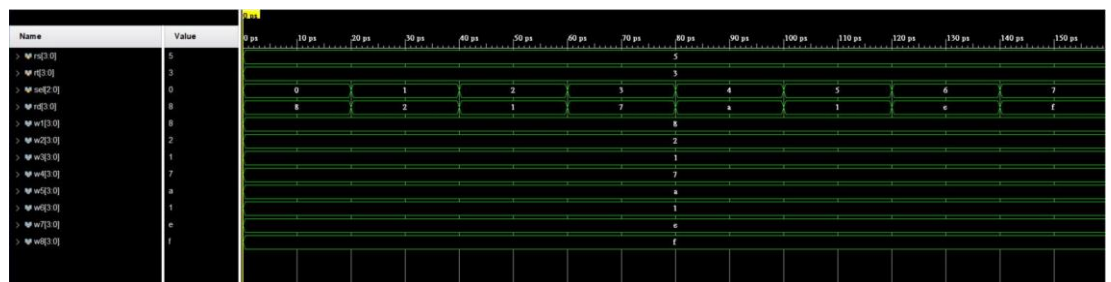 0 ps
Name Value 0 ps 10 ps 20 ps 30 ps 40 ps 50 ps 60 ps 70 ps 80 ps 90 ps 100 ps 110 ps 120 ps 130 ps 140 ps 150 ps
> rs[3:0] 5 5
> rt[3:0] 3 3
> sel[2:0] 0 0 1 2 3 4 5 6 7
> rd[3:0] 8 8 2 1 7 a 1 e f
> w1[3:0] 8 8
> w2[3:0] 2 2
> w3[3:0] 1 1
> w4[3:0] 7 7
> w5[3:0] a a
> w6[3:0] 1 1
> w7[3:0] e e
> w8[3:0] f f